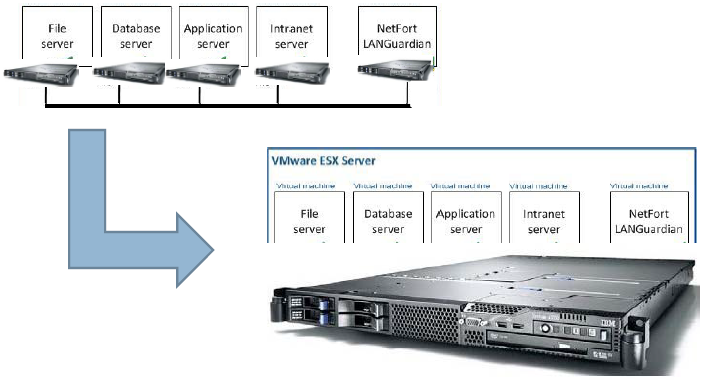 File
server
Database
server
Application
server
Intranet
server
NetFort
LANGuardian
VMware ESX Server
Virtual machine
Virtual machine
Virtual machine
Virtual machine
Virtual machine
File
server
Database
server
Application
server
Intranet
server
NetFort
LANGuardian
IBM